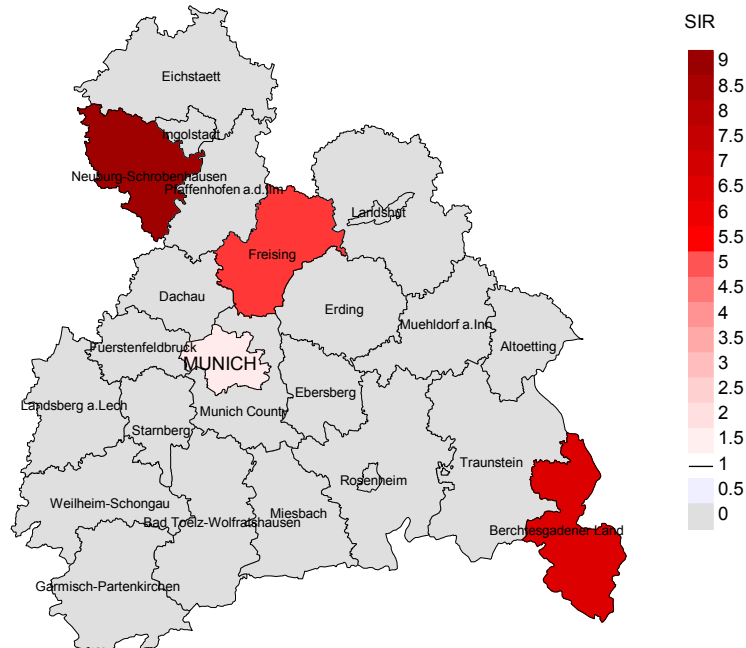 SIR
9
8.5
8
7.5
7
6.5
6
5.5
5
4.5
4
3.5
3
2.5
2
1.5
1
0.5
0
Eichstaett
Ingolstadt
Neuburg-Schrobenhausen
Pfaffenhofen a.d.Ilm
Landshut
Freising
Dachau
Erding
Muehldorf a.Inn
Altoetting
Fuerstenfeldbruck
MUNICH
Ebersberg
Landsberg a.Lech
Munich County
Starnberg
Traunstein
Rosenheim
Weilheim-Schongau
Miesbach
Bad Toelz-Wolfratshausen
Berchtesgadener Land
Garmisch-Partenkirchen